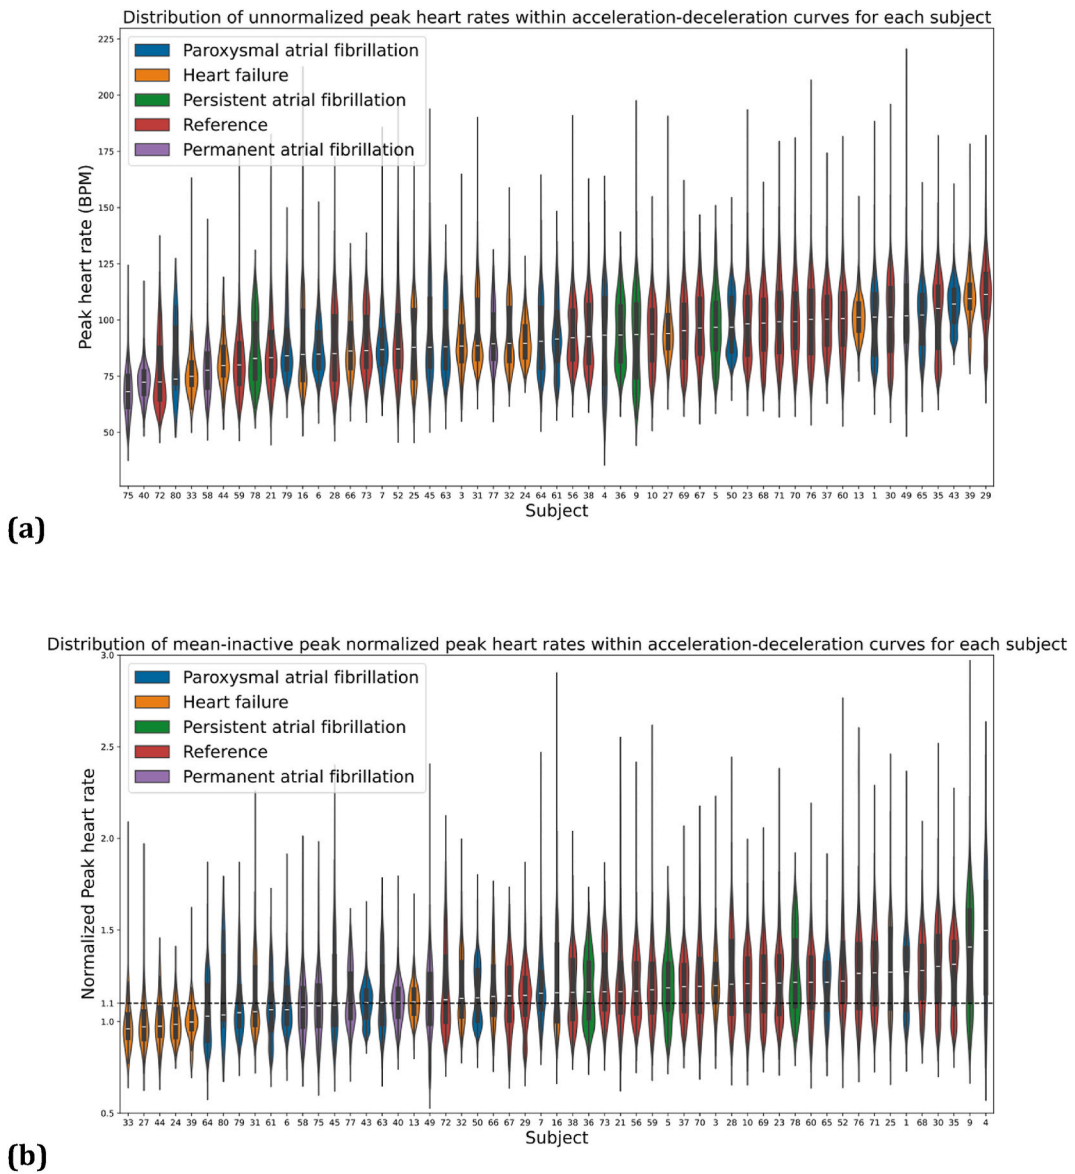 Distribution of unnormalized peak heart rates within acceleration-deceleration curves for each subject
225
200
175
150
125
100
75
50
Peak heart rate (BPM)
Paroxysmal atrial fibrillation
Heart failure
Persistent atrial fibrillation
Reference
Permanent atrial fibrillation
75 40 72 80 33 58 44 59 78 21 79 16 6 28 66 73 7 52 25 45 63 3 31 77 32 24 64 61 56 38 4 36 9 10 27 69 67 5 50 23 68 71 70 76 37 60 13 1 30 49 65 35 43 39 29
Subject
(a)
Distribution of mean-inactive peak normalized peak heart rates within acceleration-deceleration curves for each subject
3.0
2.5
2.0
1.5
1.1
1.0
0.5
Normalized Peak heart rate
Paroxysmal atrial fibrillation
Heart failure
Persistent atrial fibrillation
Reference
Permanent atrial fibrillation
33 27 44 24 39 64 80 79 31 61 6 58 75 45 77 43 63 40 13 49 72 32 50 66 67 29 7 16 38 36 73 21 56 59 5 37 70 3 28 10 69 23 78 60 65 52 76 71 25 1 68 30 35 9 4
Subject
(b)